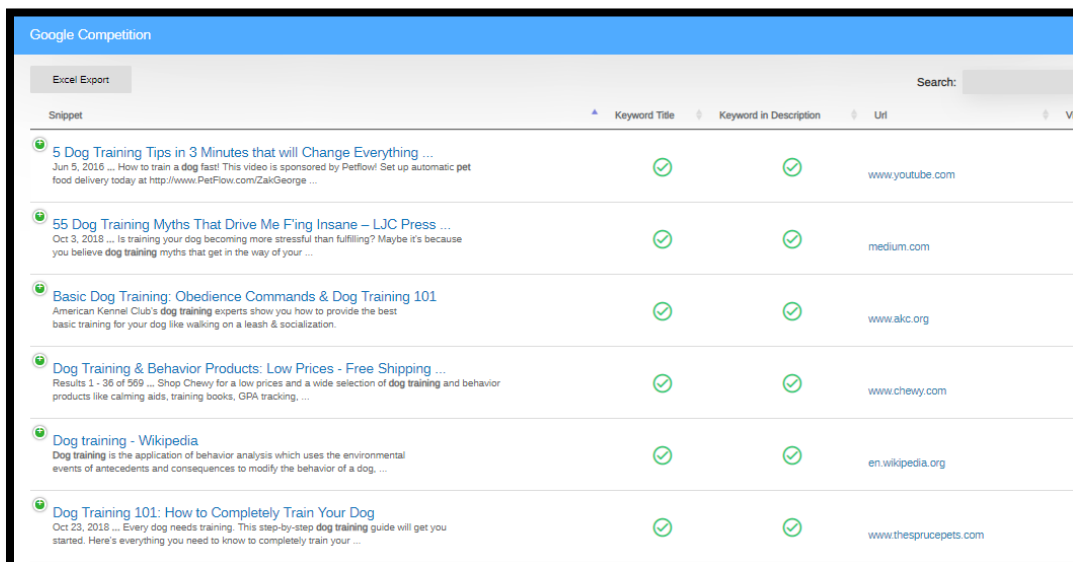 Google Competition
Excel Export
Search:
Snippet Keyword Title Keyword in Description Url
5 Dog Training Tips in 3 Minutes that will Change Everything ...
Jun 5, 2016 ... How to train a dog fast! This video is sponsored by Petflow! Set up automatic pet
food delivery today at http://www.PetFlow.com/ZakGeorge ...
www.youtube.com
55 Dog Training Myths That Drive Me F'ing Insane – LJC Press ...
Oct 3, 2018 ... Is training your dog becoming more stressful than fulfilling? Maybe it's because
you believe dog training myths that get in the way of your ...
medium.com
Basic Dog Training: Obedience Commands & Dog Training 101
American Kennel Club's dog training experts show you how to provide the best
basic training for your dog like walking on a leash & socialization.
www.akc.org
Dog Training & Behavior Products: Low Prices - Free Shipping ...
Results 1 - 36 of 569 ... Shop Chewy for a low prices and a wide selection of dog training and behavior
products like calming aids, training books, GPA tracking, ...
www.chewy.com
Dog training - Wikipedia
Dog training is the application of behavior analysis which uses the environmental
events of antecedents and consequences to modify the behavior of a dog, ...
en.wikipedia.org
Dog Training 101: How to Completely Train Your Dog
Oct 23, 2018 ... Every dog needs training. This step-by-step dog training guide will get you
started. Here's everything you need to know to completely train your ...
www.thesprucepets.com